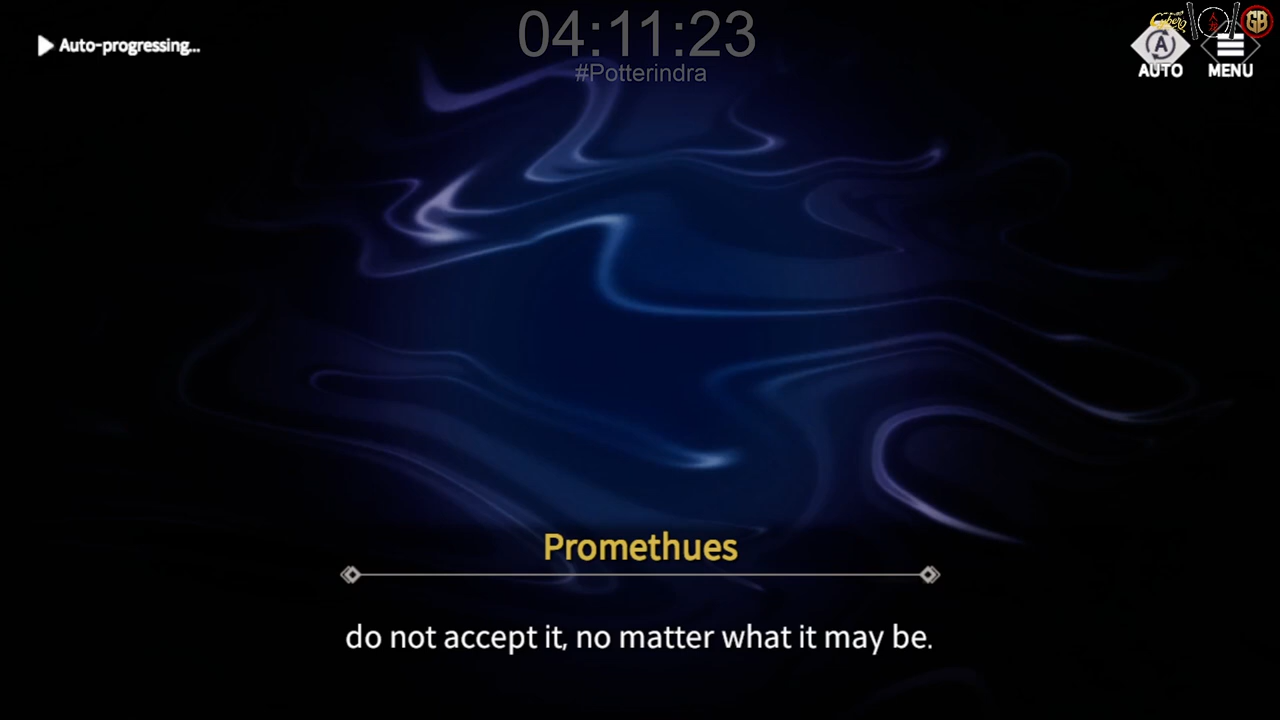 04:11:23
#Potterindra
Auto-progressing...
GB
AUTO
MENU
Promethues
do not accept it, no matter what it may be.